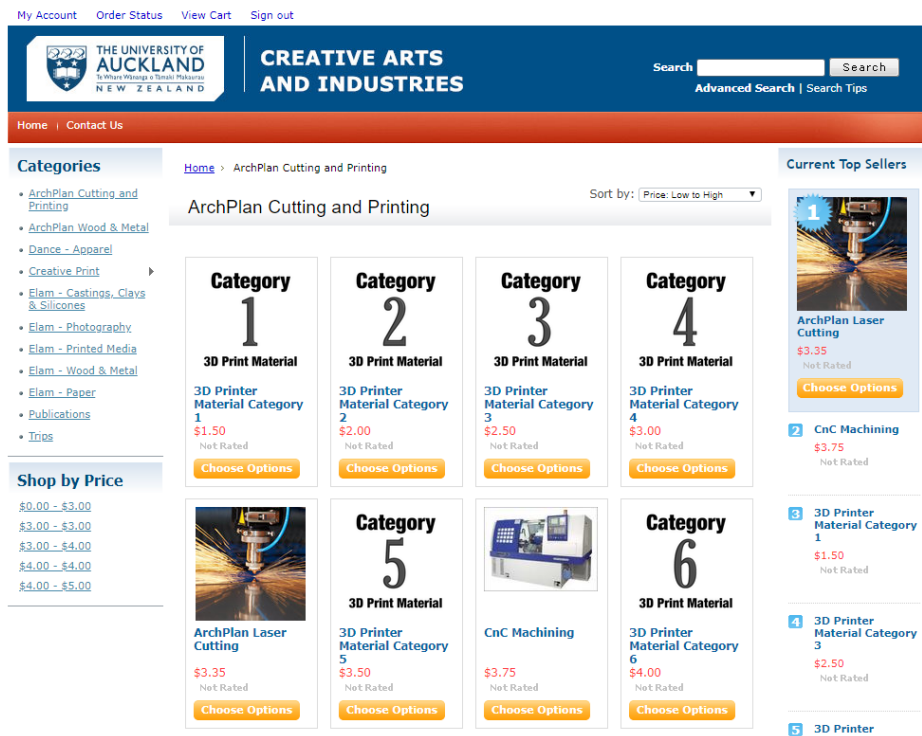 My Account Order Status View Cart Sign out
THE UNIVERSITY OF
AUCKLAND
Te Whare Wānanga o Tāmaki Makaurau
NEW ZEALAND
CREATIVE ARTS
AND INDUSTRIES
Search Search
Advanced Search | Search Tips
Home | Contact Us
Categories
ArchPlan Cutting and
Printing
ArchPlan Wood & Metal
Dance - Apparel
Creative Print
Elam - Castings, Clays
& Silicones
Elam - Photography
Elam - Printed Media
Elam - Wood & Metal
Elam - Paper
Publications
Trips
Shop by Price
$0.00 - $3.00
$3.00 - $3.00
$3.00 - $4.00
$4.00 - $4.00
$4.00 - $5.00
Home › ArchPlan Cutting and Printing
ArchPlan Cutting and Printing
Sort by: Price: Low to High
Category
1
3D Print Material
3D Printer
Material Category
1
$1.50
Not Rated
Choose Options
Category
2
3D Print Material
3D Printer
Material Category
2
$2.00
Not Rated
Choose Options
Category
3
3D Print Material
3D Printer
Material Category
3
$2.50
Not Rated
Choose Options
Category
4
3D Print Material
3D Printer
Material Category
4
$3.00
Not Rated
Choose Options
ArchPlan Laser
Cutting
$3.35
Not Rated
Choose Options
Category
5
3D Print Material
3D Printer
Material Category
5
$3.50
Not Rated
Choose Options
CnC Machining
$3.75
Not Rated
Choose Options
Category
6
3D Print Material
3D Printer
Material Category
6
$4.00
Not Rated
Choose Options
Current Top Sellers
1
ArchPlan Laser
Cutting
$3.35
Not Rated
Choose Options
2 CnC Machining
$3.75
Not Rated
3 3D Printer
Material Category
1
$1.50
Not Rated
4 3D Printer
Material Category
3
$2.50
Not Rated
5 3D Printer